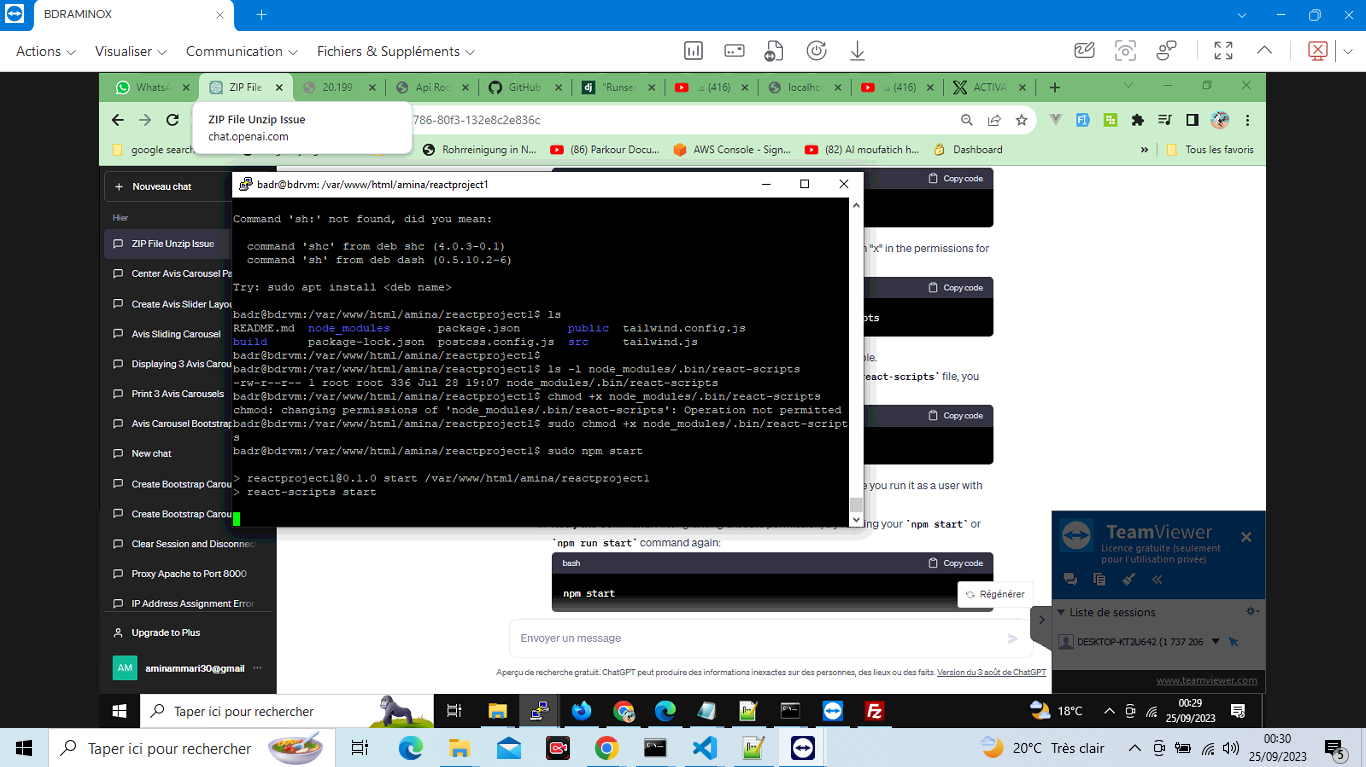 BDRAMINOX
Actions
Visualiser
Communication
Fichiers & Suppléments
WhatsA
ZIP File
20.199.
Api Roc
GitHub
dj
"Runser
(416)
localho
(416)
ACTIVA
ZIP File Unzip Issue
chat.openai.com
786-80f3-132e8c2e836c
google search
Rohrreinigung in N...
(86) Parkour Docu...
AWS Console - Sign...
(82) Al moufatich h...
Dashboard
»
Tous les favoris
Nouveau chat
Hier
ZIP File Unzip Issue
Center Avis Carousel Pa
Create Avis Slider Layou
Avis Sliding Carousel
Displaying 3 Avis Carou
Print 3 Avis Carousels
Avis Carousel Bootstrap
New chat
Create Bootstrap Carou
Create Bootstrap Carou
Clear Session and Disconnec
Proxy Apache to Port 8000
IP Address Assignment Error
Upgrade to Plus
AM
aminammari30@gmail
badr@bdrvm: /var/www/html/amina/reactproject1
Command 'sh:' not found, did you mean:
command 'shc' from deb shc (4.0.3-0.1)
command 'sh' from deb dash (0.5.10.2-6)
Try: sudo apt install <deb name>
badr@bdrvm:/var/www/html/amina/reactproject1$ ls
README.md node_modules package.json public tailwind.config.js
build package-lock.json postcss.config.js src tailwind.js
badr@bdrvm:/var/www/html/amina/reactproject1$
badr@bdrvm:/var/www/html/amina/reactproject1$ ls -l node_modules/.bin/react-scripts
-rw-r--r-- 1 root root 336 Jul 28 19:07 node_modules/.bin/react-scripts
badr@bdrvm:/var/www/html/amina/reactproject1$ chmod +x node_modules/.bin/react-scripts
chmod: changing permissions of 'node_modules/.bin/react-scripts': Operation not permitted
badr@bdrvm:/var/www/html/amina/reactproject1$ sudo chmod +x node_modules/.bin/react-script
s
badr@bdrvm:/var/www/html/amina/reactproject1$ sudo npm start
> reactproject1@0.1.0 start /var/www/html/amina/reactproject1
> react-scripts start
Copy code
"x" in the permissions for
Copy code
pts
ble.
react-scripts` file, you
Copy code
e you run it as a user with
ing your `npm start` or
`npm run start` command again:
bash
Copy code
npm start
Régénérer
Envoyer un message
Aperçu de recherche gratuit. ChatGPT peut produire des informations inexactes sur des personnes, des lieux ou des faits. Version du 3 août de ChatGPT
TeamViewer
Licence gratuite (seulement
pour l'utilisation privée)
Liste de sessions
DESKTOP-KT2U642 (1 737 206
www.teamviewer.com
Taper ici pour rechercher
18°C
00:29
25/09/2023
Taper ici pour rechercher
20°C Très clair
00:30
25/09/2023
5